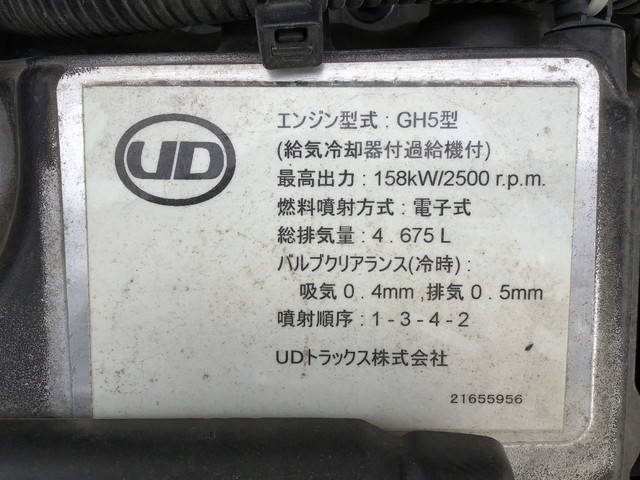 UD
エンジン型式 : GH5型
(給気冷却器付過給機付)
最高出力 : 158kW/2500 r.p.m.
燃料噴射方式 : 電子式
総排気量 : 4 . 675 L
バルブクリアランス(冷時) :
吸気 0 . 4mm , 排気 0 . 5mm
噴射順序 : 1 - 3 - 4 - 2
UDトラックス株式会社
21655956